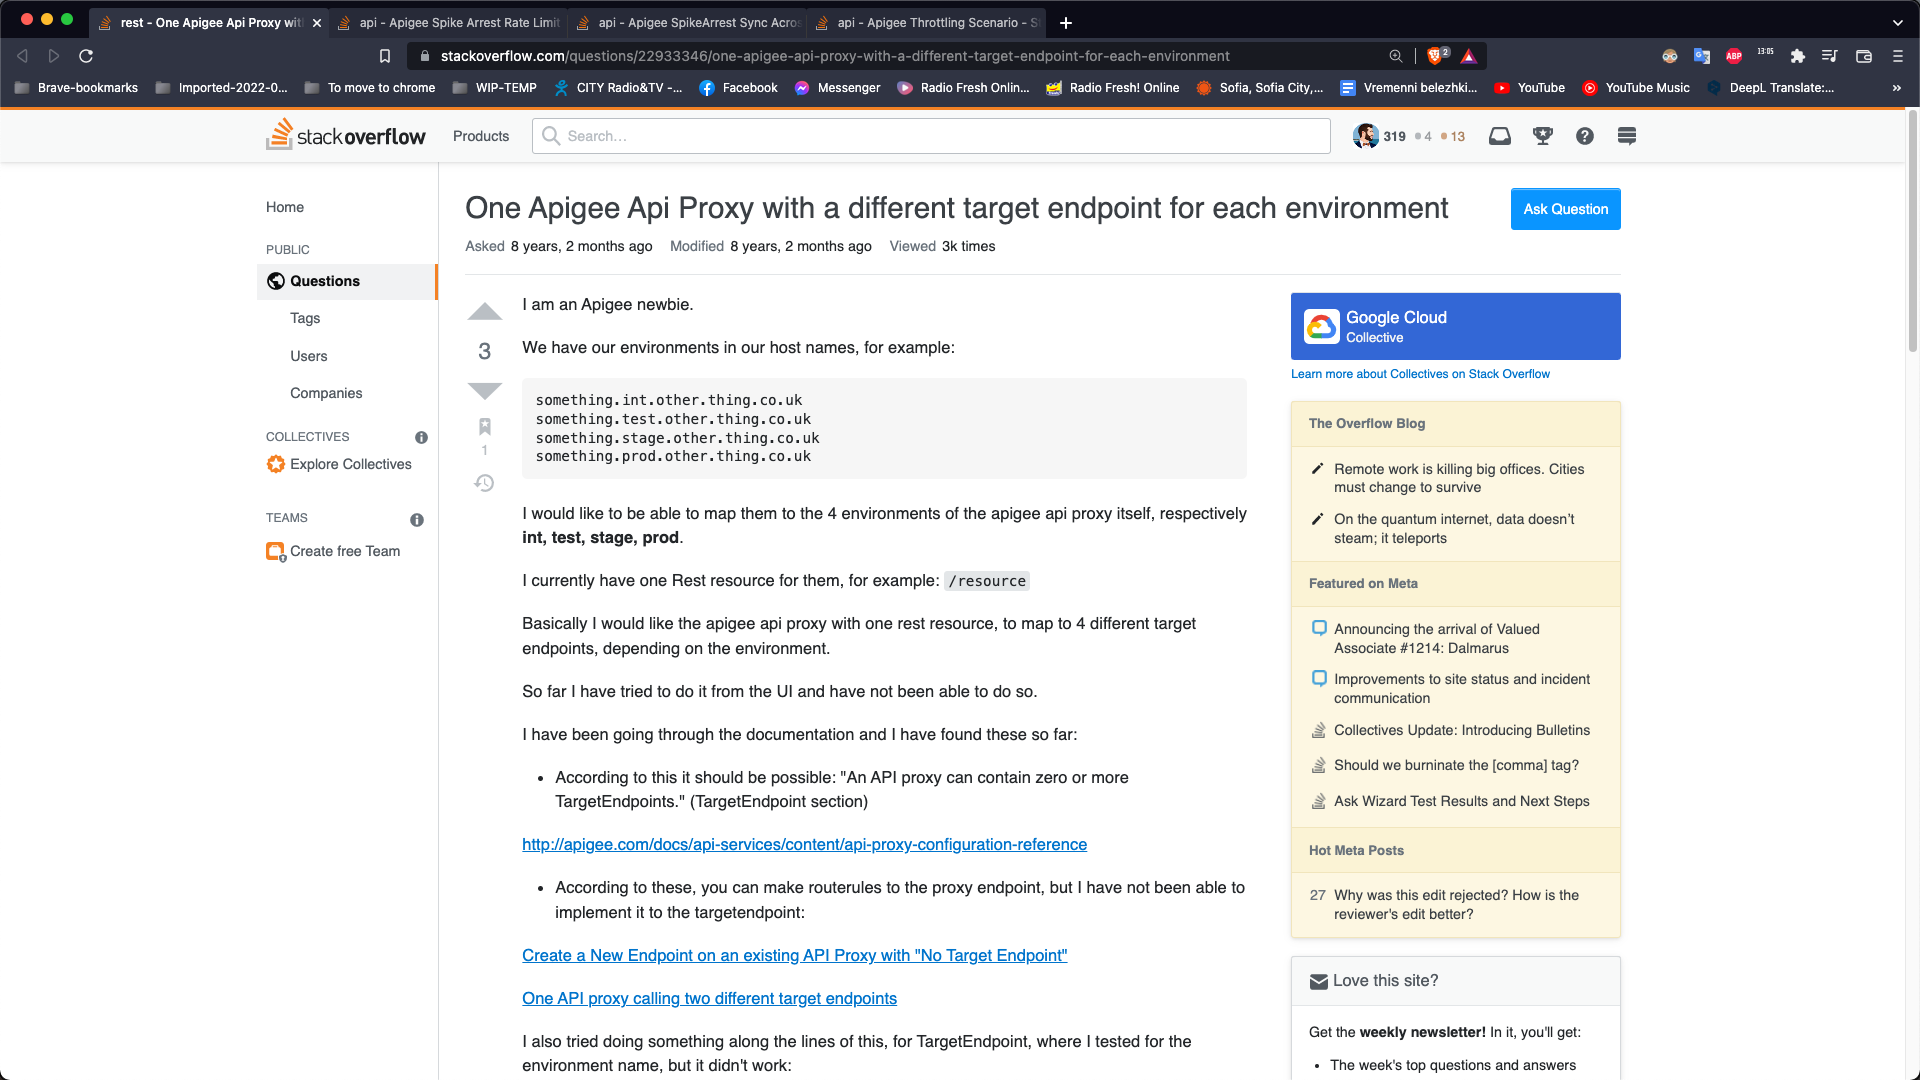 rest - One Apigee Api Proxy wit
api - Apigee Spike Arrest Rate Limit
api - Apigee SpikeArrest Sync Acros
api - Apigee Throttling Scenario - S
stackoverflow.com/questions/22933346/one-apigee-api-proxy-with-a-different-target-endpoint-for-each-environment
2
ABP
13:05
Brave-bookmarks
Imported-2022-0...
To move to chrome
WIP-TEMP
CITY Radio&TV -...
Facebook
Messenger
Radio Fresh Onlin...
Radio Fresh! Online
Sofia, Sofia City,...
Vremenni belezhki...
YouTube
YouTube Music
DeepL Translate:...
»
stackoverflow
Products
Search...
319 4 13
Home
PUBLIC
Questions
Tags
Users
Companies
COLLECTIVES
Explore Collectives
TEAMS
Create free Team
One Apigee Api Proxy with a different target endpoint for each environment
Ask Question
Asked 8 years, 2 months ago Modified 8 years, 2 months ago Viewed 3k times
3
1
I am an Apigee newbie.
We have our environments in our host names, for example:
something.int.other.thing.co.uk
something.test.other.thing.co.uk
something.stage.other.thing.co.uk
something.prod.other.thing.co.uk
I would like to be able to map them to the 4 environments of the apigee api proxy itself, respectively
int, test, stage, prod.
I currently have one Rest resource for them, for example: /resource
Basically I would like the apigee api proxy with one rest resource, to map to 4 different target
endpoints, depending on the environment.
So far I have tried to do it from the UI and have not been able to do so.
I have been going through the documentation and I have found these so far:
• According to this it should be possible: "An API proxy can contain zero or more
TargetEndpoints." (TargetEndpoint section)
http://apigee.com/docs/api-services/content/api-proxy-configuration-reference
• According to these, you can make routerules to the proxy endpoint, but I have not been able to
implement it to the targetendpoint:
Create a New Endpoint on an existing API Proxy with "No Target Endpoint"
One API proxy calling two different target endpoints
I also tried doing something along the lines of this, for TargetEndpoint, where I tested for the
environment name, but it didn't work:
Google Cloud
Collective
Learn more about Collectives on Stack Overflow
The Overflow Blog
Remote work is killing big offices. Cities
must change to survive
On the quantum internet, data doesn't
steam; it teleports
Featured on Meta
Announcing the arrival of Valued
Associate #1214: Dalmarus
Improvements to site status and incident
communication
Collectives Update: Introducing Bulletins
Should we burninate the [comma] tag?
Ask Wizard Test Results and Next Steps
Hot Meta Posts
27 Why was this edit rejected? How is the
reviewer's edit better?
Love this site?
Get the weekly newsletter! In it, you'll get:
• The week's top questions and answers